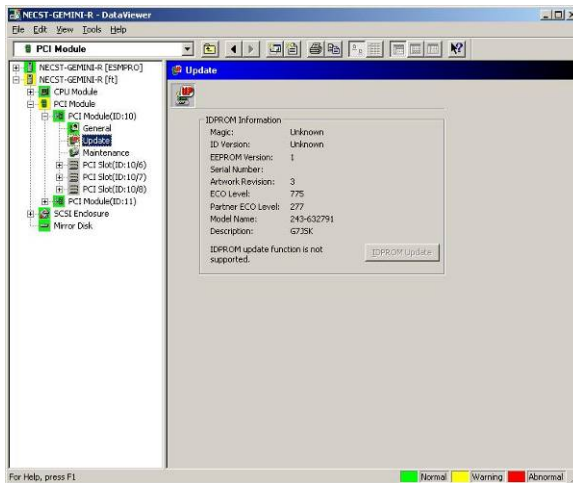 NECST-GEMINI-R - DataViewer
File Edit View Tools Help
PCI Module
NECST-GEMINI-R [ESMPRO]
NECST-GEMINI-R [ft]
CPU Module
PCI Module
PCI Module(ID:10)
General
Update
Maintenance
PCI Slot(ID:10/6)
PCI Slot(ID:10/7)
PCI Slot(ID:10/8)
PCI Module(ID:11)
SCSI Enclosure
Mirror Disk
Update
IDPROM Information
Magic: Unknown
ID Version: Unknown
EEPROM Version: 1
Serial Number:
Artwork Revision: 3
ECO Level: 775
Partner ECO Level: 277
Model Name: 243-632791
Description: G7JSK
IDPROM update function is not
supported.
IDPROM Update
For Help, press F1
Normal Warning Abnormal